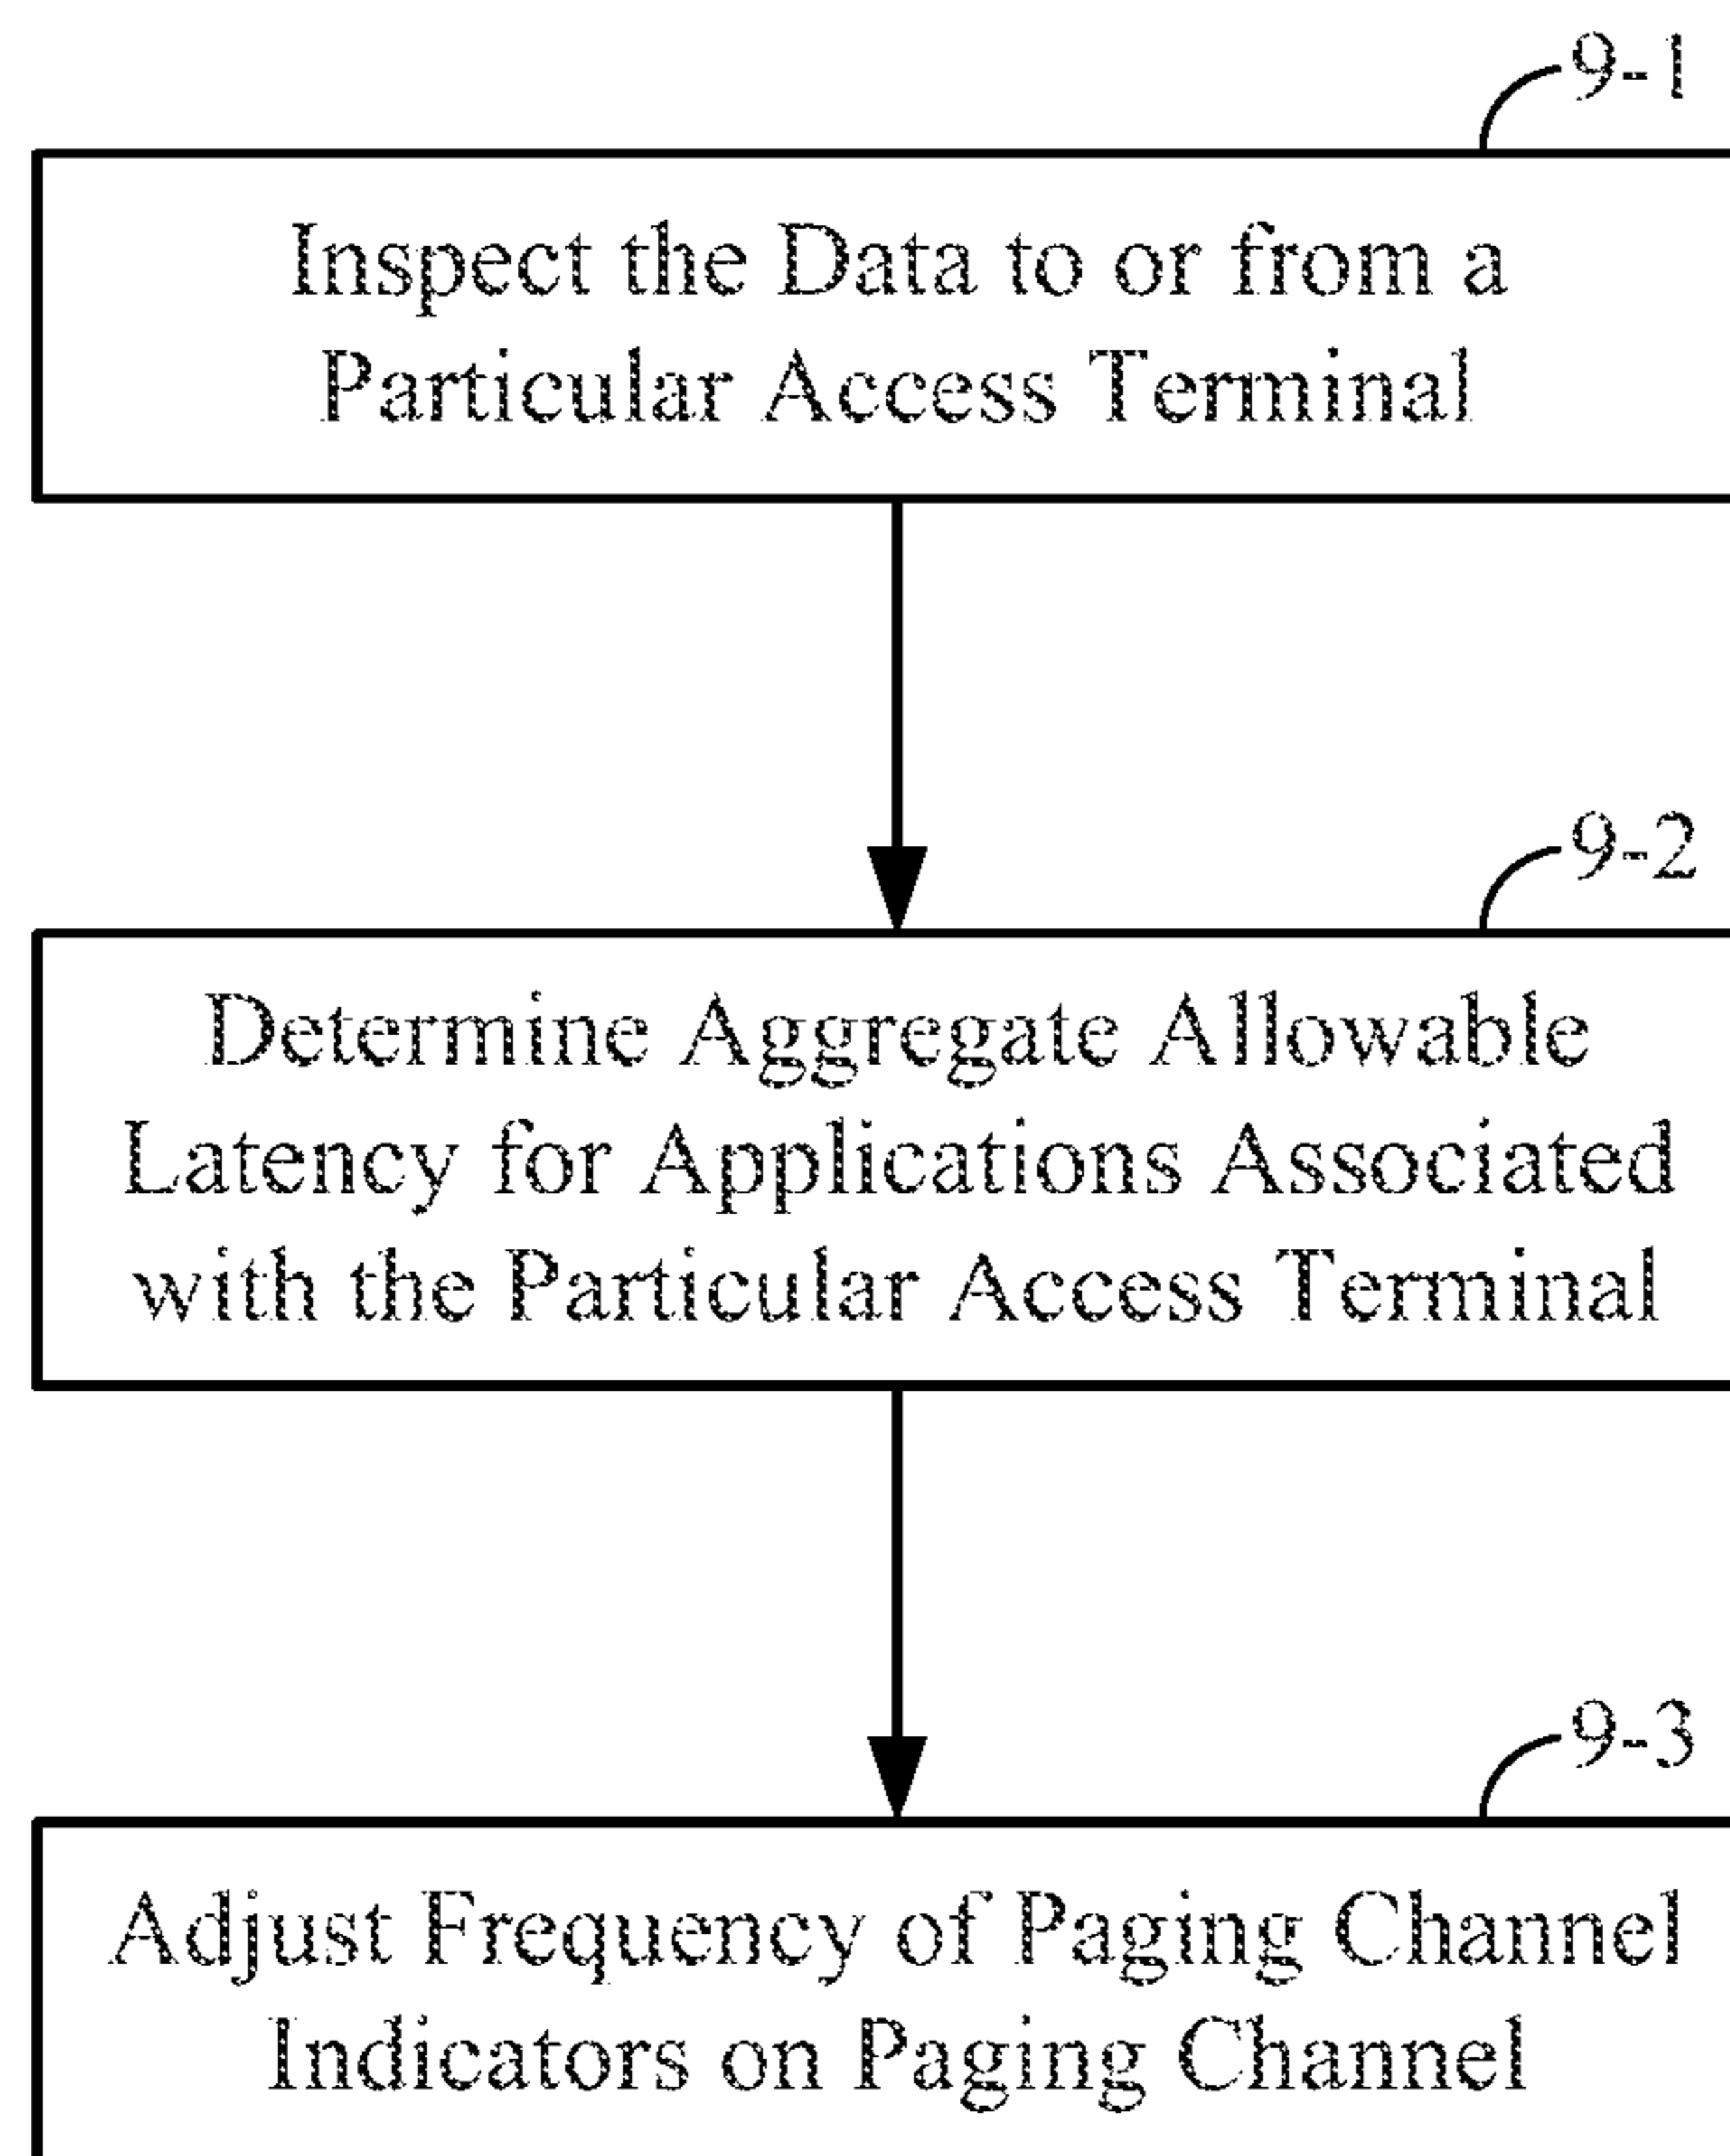 9-1
Inspect the Data to or from a
Particular Access Terminal
9-2
Determine Aggregate Allowable
Latency for Applications Associated
with the Particular Access Terminal
9-3
Adjust Frequency of Paging Channel
Indicators on Paging Channel